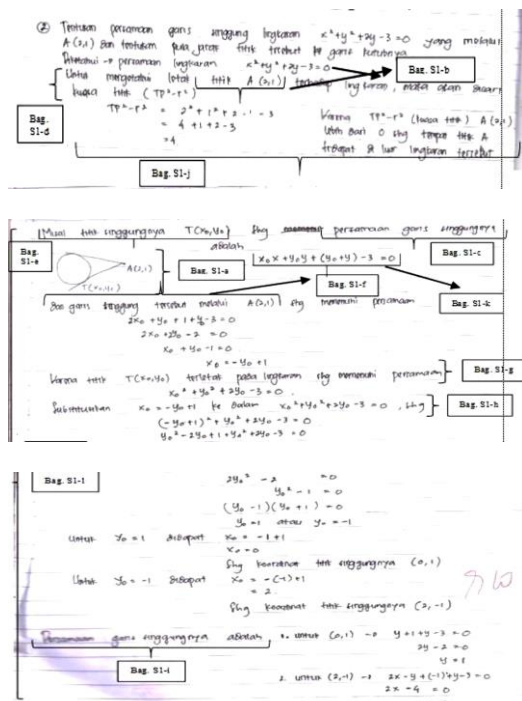 ② Tentukan persamaan garis singgung lingkaran x²+y²+2y-3=0 yang melalui
A (2,1) dan tentukan pula jarak titik tersebut ke garis kutubnya
Diketahui → persamaan lingkaran x²+y²+2y-3=0
Bag. S1-b
Untuk mengetahui letak titik A (2,1) terhadap lingkaran, maka akan dicari
kuasa titik (TP²-r²)
TP²-r² = 2²+1²+2·1-3
= 4+1+2-3
=4
Karena TP²-r² (kuasa titik) A(2,1)
lebih dari 0 shg tempat titik A
terdapat di luar lingkaran tersebut
Bag. S1-d
Bag. S1-j
Misal titik singgungnya T(x₀,y₀) shg persamaan garis singgungnya
adalah
Bag. S1-e
A(2,1)
T(x₀,y₀)
Bag. S1-a
x₀x + y₀y + (y₀+y) -3 =0
Bag. S1-c
Bag. S1-f
Dan garis singgung tersebut melalui A(2,1) shg memenuhi persamaan
Bag. S1-k
2x₀ + y₀ + 1 + y₀ -3 =0
2x₀ + 2y₀ -2 =0
x₀ + y₀ -1 =0
x₀ = -y₀ +1
Karena titik T(x₀,y₀) terletak pada lingkaran shg memenuhi persamaan
Bag. S1-g
x₀² + y₀² + 2y₀ -3 =0
Substitusikan x₀ = -y₀+1 ke dalam x₀²+y₀²+2y₀-3 =0, shg
Bag. S1-h
(-y₀+1)² + y₀² + 2y₀ -3 =0
y₀² -2y₀ +1 + y₀² + 2y₀ -3 =0
Bag. S1-l
2y₀² -2 =0
y₀² -1 =0
(y₀-1)(y₀+1) =0
y₀=1 atau y₀=-1
Untuk y₀=1 didapat x₀ = -1+1
x₀=0
Shg koordinat titik singgungnya (0,1)
Untuk y₀=-1 didapat x₀ = -(-1)+1
= 2
Shg koordinat titik singgungnya (2,-1)
Persamaan garis singgungnya adalah 1. untuk (0,1) → y+1+y-3 =0
2y-2 =0
y=1
Bag. S1-i
2. untuk (2,-1) → 2x-y+(-1)+y-3=0
2x-4 =0